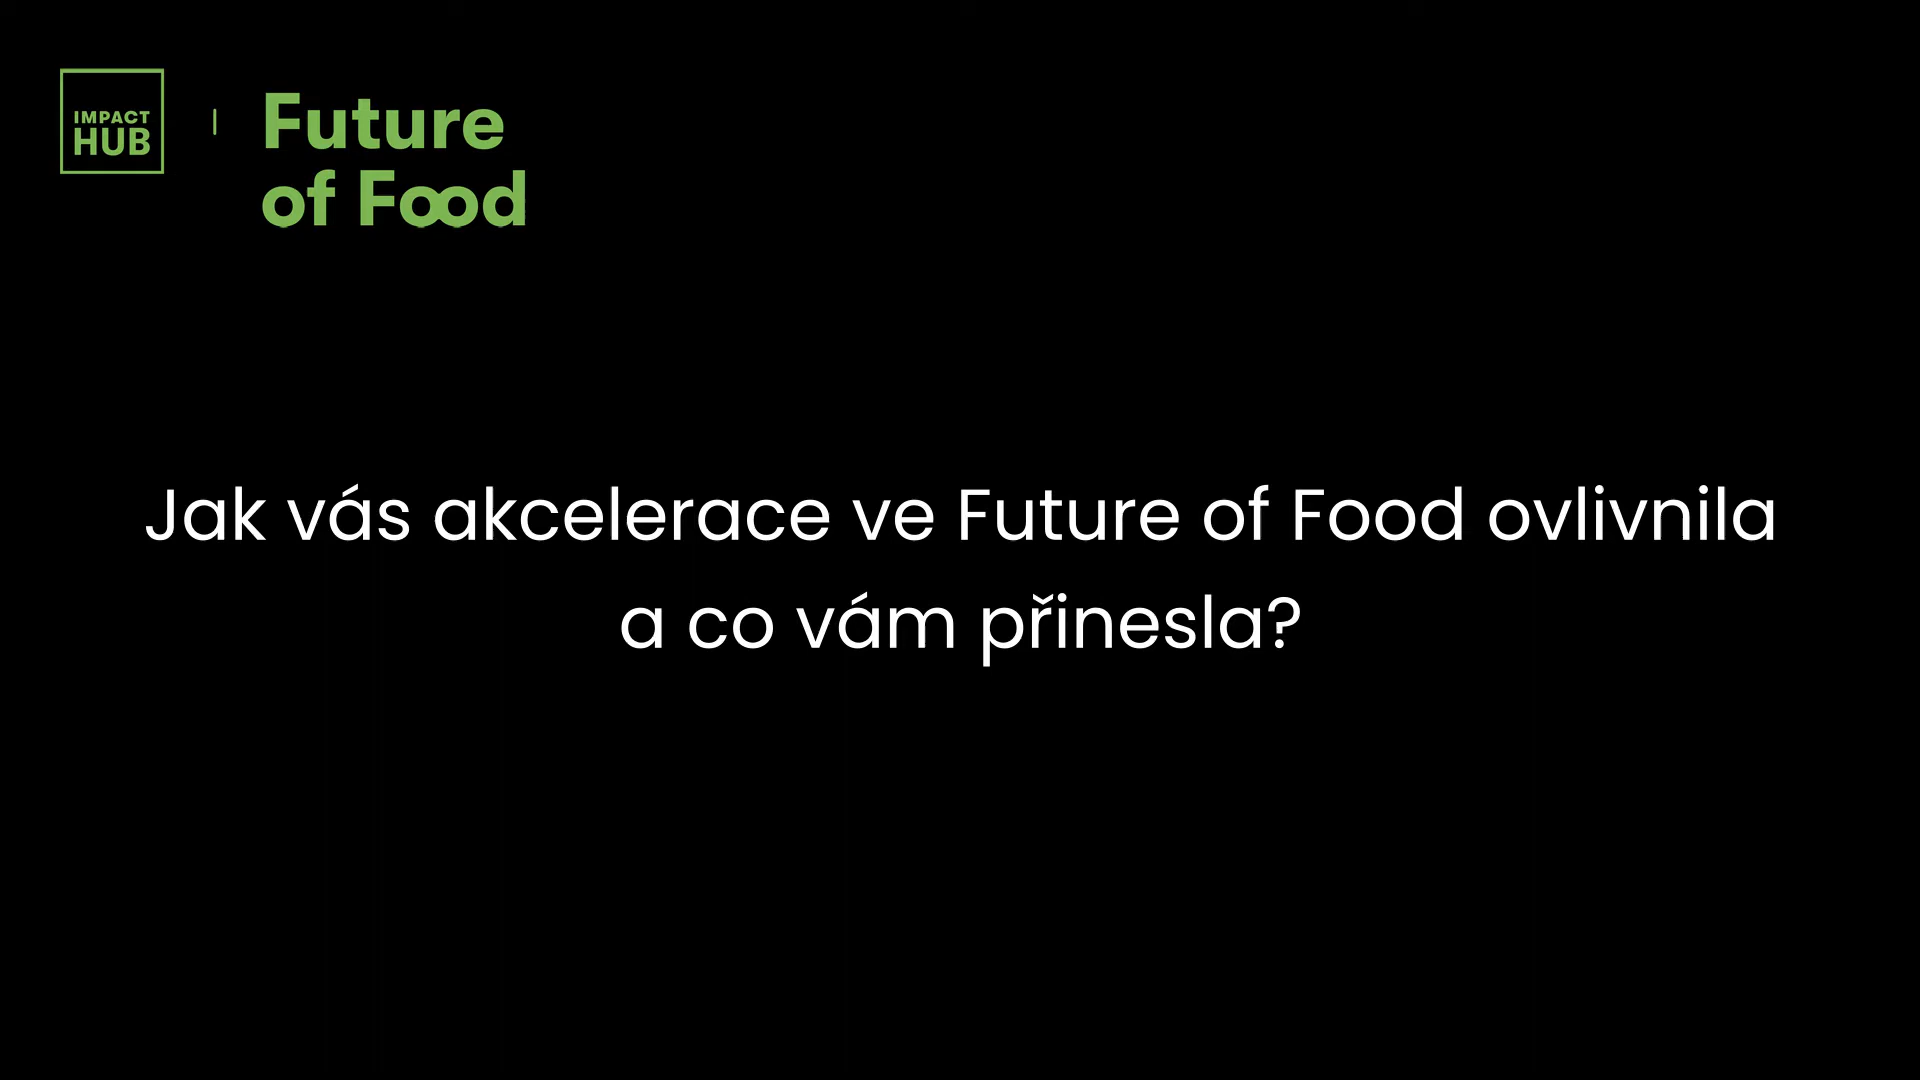 IMPACT
HUB
Future
of Food
Jak vás akcelerace ve Future of Food ovlivnila
a co vám přinesla?